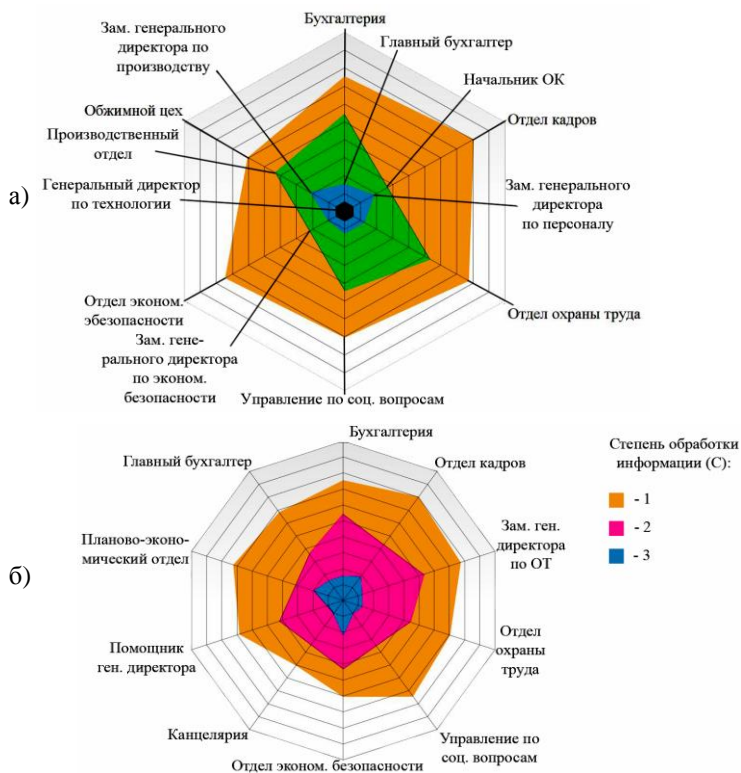 а)
Бухгалтерия
Зам. генерального
директора по
производству
Главный бухгалтер
Начальник ОК
Обжимной цех
Отдел кадров
Производственный
отдел
Генеральный директор
по технологии
Зам. генерального
директора
по персоналу
Отдел эконом.
эбезопасности
Отдел охраны труда
Зам. гене-
рального директора
по эконом.
безопасности
Управление по соц. вопросам
б)
Бухгалтерия
Главный бухгалтер
Отдел кадров
Степень обработки
информации (С):
- 1
- 2
- 3
Планово-эконо-
мический отдел
Зам. ген.
директора
по ОТ
Помощник
ген. директора
Отдел
охраны
труда
Канцелярия
Управление по
соц. вопросам
Отдел эконом. безопасности